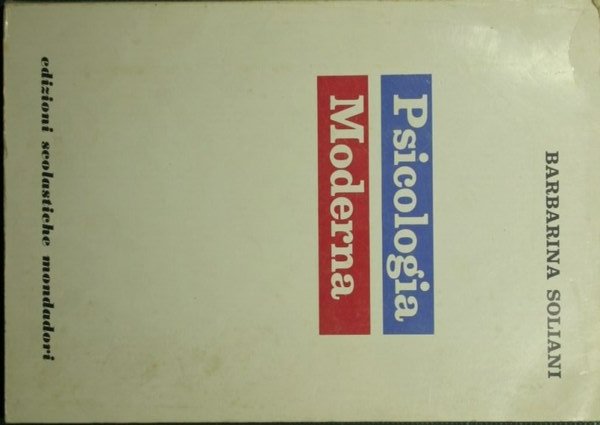 BARBARINA SOLIANI
Psicologia
Moderna
edizioni scolastiche mondadori